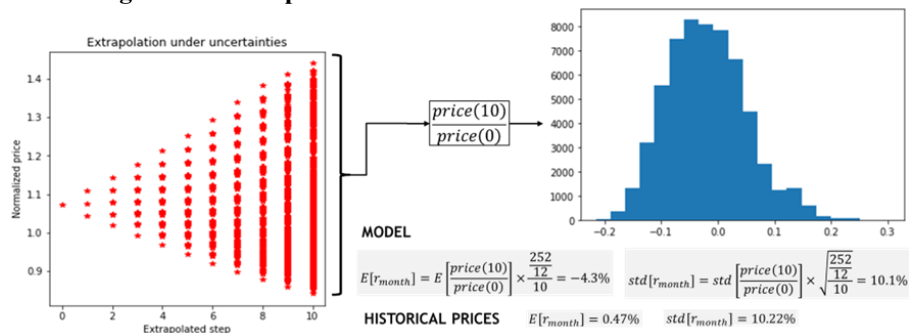 Extrapolation under uncertainties
Normalized price
1.4
1.3
1.2
1.1
1.0
0.9
0 2 4 6 8 10
Extrapolated step
price(10)
price(0)
8000
7000
6000
5000
4000
3000
2000
1000
0
−0.2 −0.1 0.0 0.1 0.2 0.3
MODEL
E[r_month] = E[price(10)/price(0)] × (252/12)/10 = −4.3%
std[r_month] = std[price(10)/price(0)] × √((252/12)/10) = 10.1%
HISTORICAL PRICES E[r_month] = 0.47% std[r_month] = 10.22%